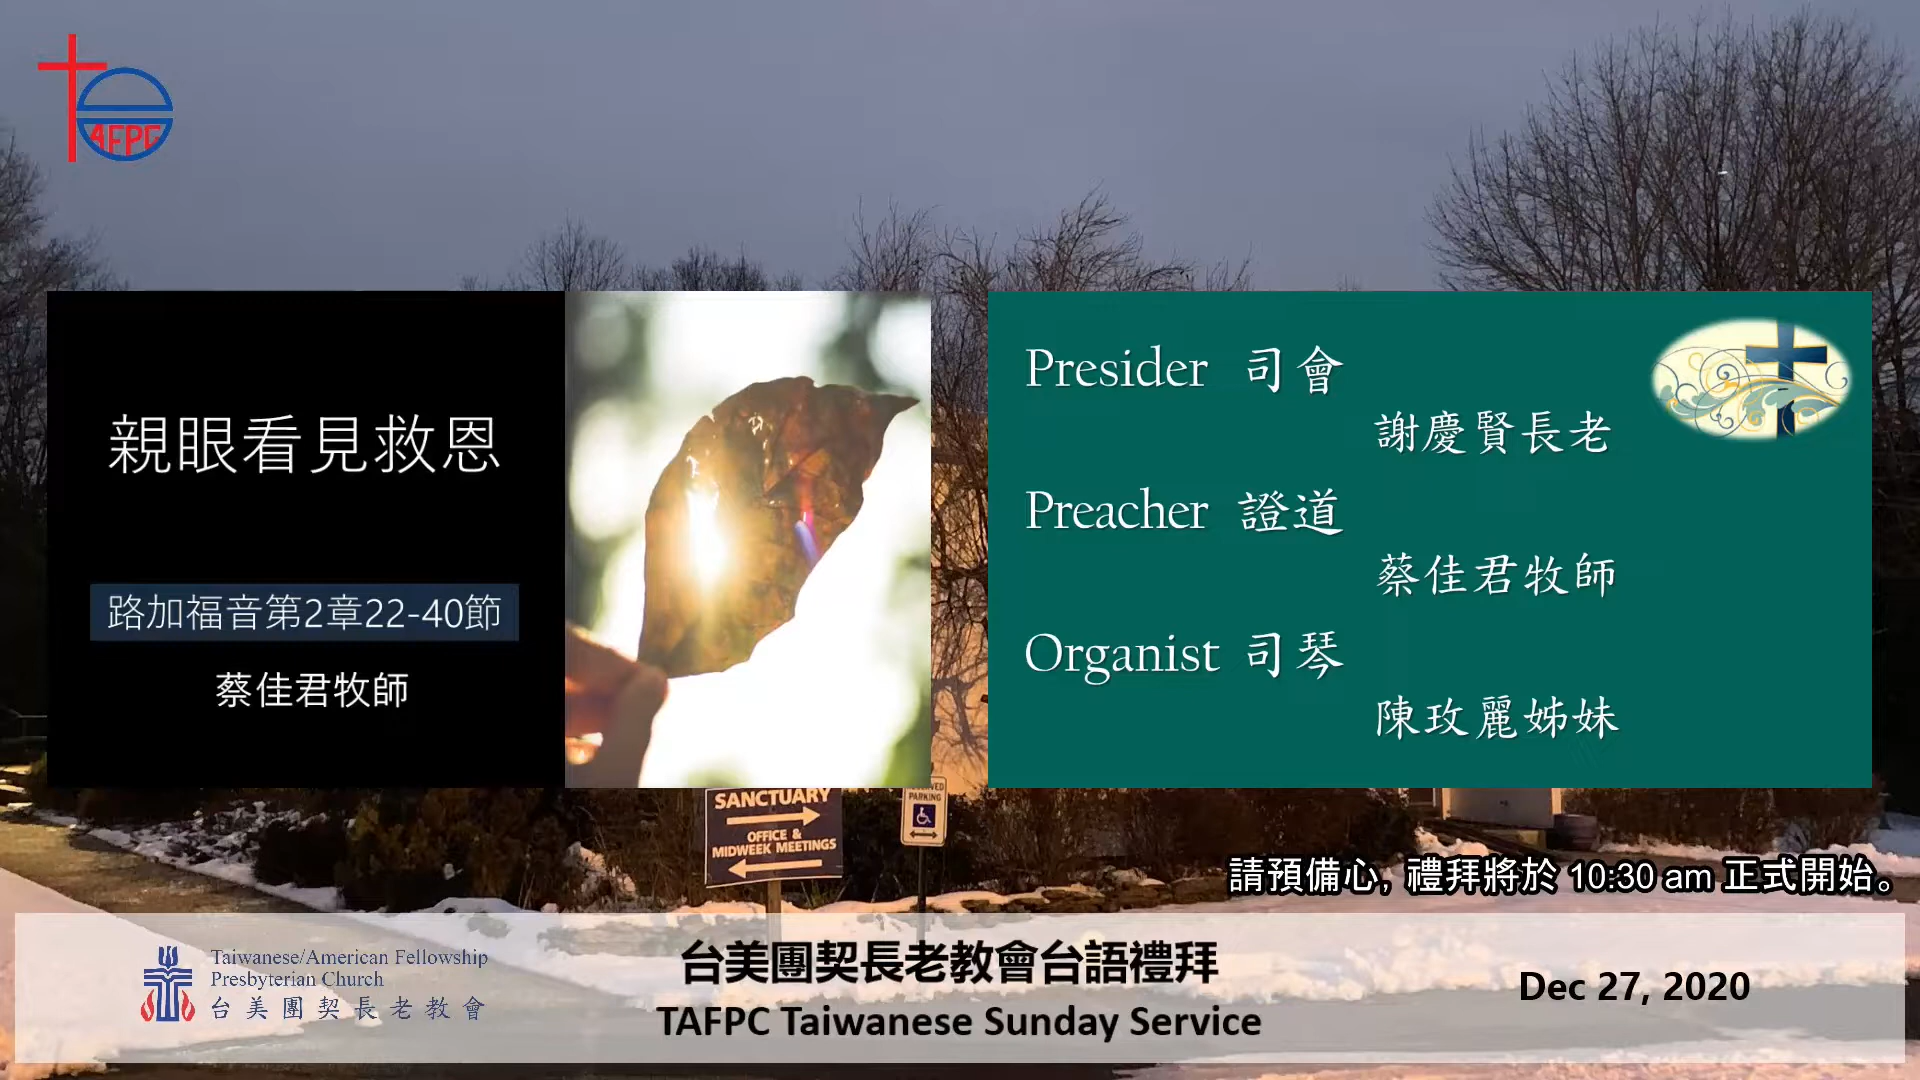 AFPC
親眼看見救恩
路加福音第2章22-40節
蔡佳君牧師
Presider 司會
謝慶賢長老
Preacher 證道
蔡佳君牧師
Organist 司琴
陳玫麗姊妹
SANCTUARY
OFFICE &
MIDWEEK MEETINGS
PARKING
請預備心, 禮拜將於 10:30 am 正式開始。
Taiwanese/American Fellowship
Presbyterian Church
台美團契長老教會
台美團契長老教會台語禮拜
TAFPC Taiwanese Sunday Service
Dec 27, 2020